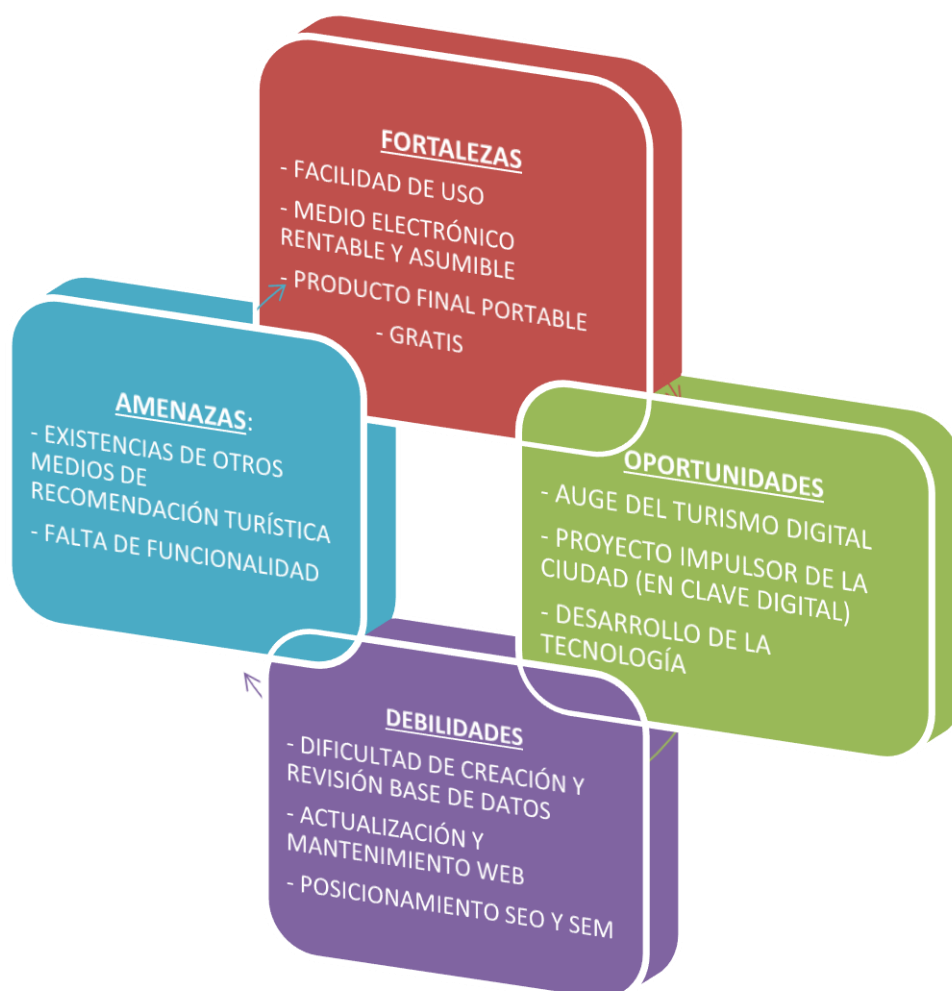 FORTALEZAS
- FACILIDAD DE USO
- MEDIO ELECTRÓNICO
RENTABLE Y ASUMIBLE
- PRODUCTO FINAL PORTABLE
- GRATIS
AMENAZAS:
- EXISTENCIAS DE OTROS
MEDIOS DE
RECOMENDACIÓN TURÍSTICA
- FALTA DE FUNCIONALIDAD
OPORTUNIDADES
- AUGE DEL TURISMO DIGITAL
- PROYECTO IMPULSOR DE LA
CIUDAD (EN CLAVE DIGITAL)
- DESARROLLO DE LA
TECNOLOGÍA
DEBILIDADES
- DIFICULTAD DE CREACIÓN Y
REVISIÓN BASE DE DATOS
- ACTUALIZACIÓN Y
MANTENIMIENTO WEB
- POSICIONAMIENTO SEO Y SEM